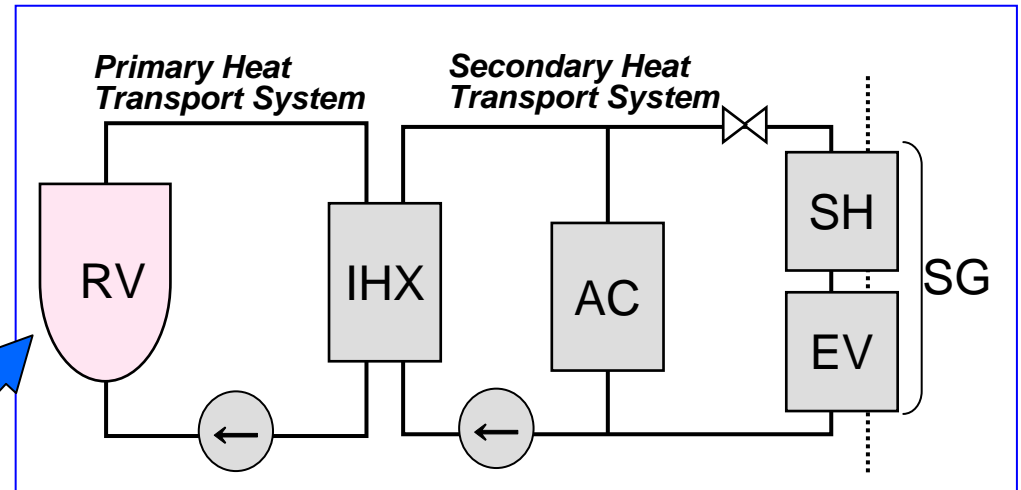 Primary Heat
Transport System
Secondary Heat
Transport System
RV
IHX
AC
SH
EV
SG
←
←